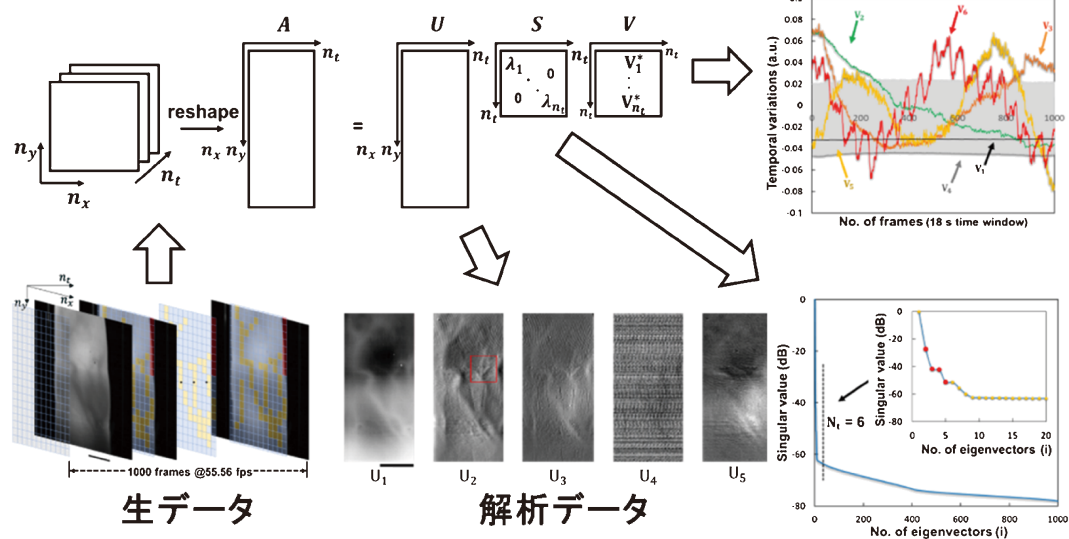 A
U
S
V
n_t
n_t
n_t
n_t
λ_1
0
0
λ_{n_t}
V_1^*
V_{n_t}^*
n_t
n_t
reshape
=
n_x n_y
n_x n_y
n_y
n_x
n_t
0.08
0.06
0.04
0.02
0
-0.02
-0.04
-0.06
-0.08
-0.1
Temporal variations (a.u.)
200
400
600
800
1000
V_2
V_6
V_3
V_5
V_4
V_1
No. of frames (18 s time window)
n_t
n_x
n_y
1000 frames @55.56 fps
生データ
U_1
U_2
U_3
U_4
U_5
解析データ
0
-20
-40
-60
-80
Singular value (dB)
N_t = 6
0
200
400
600
800
1000
No. of eigenvectors (i)
0
-20
-40
-60
-80
Singular value (dB)
0
5
10
15
20
No. of eigenvectors (i)